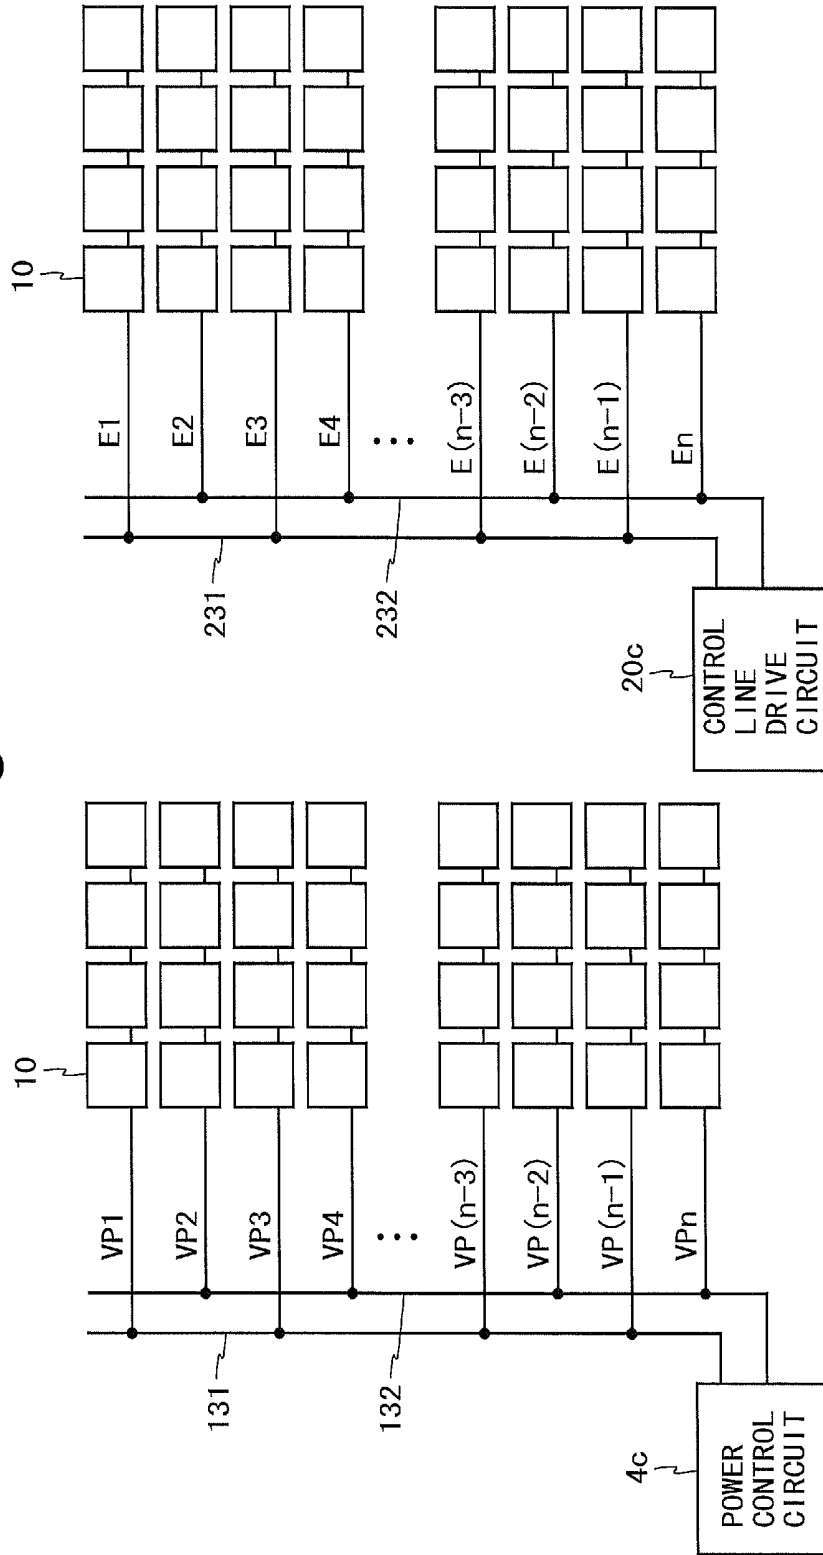 10
VP1
VP2
VP3
VP4
...
VP(n-3)
VP(n-2)
VP(n-1)
VPn
131
132
4c
POWER
CONTROL
CIRCUIT
10
E1
E2
E3
E4
...
E(n-3)
E(n-2)
E(n-1)
En
231
232
20c
CONTROL
LINE
DRIVE
CIRCUIT